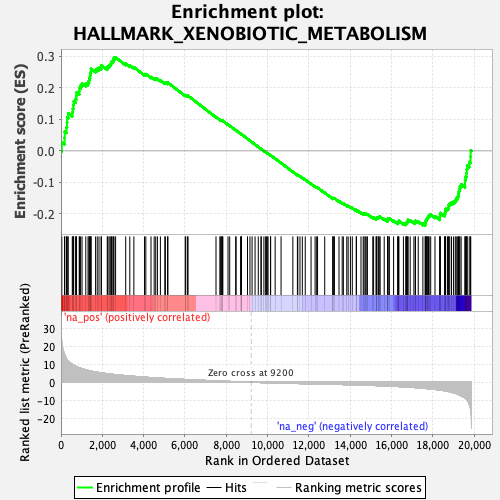 Enrichment plot:
HALLMARK_XENOBIOTIC_METABOLISM
Enrichment score (ES)
0.3
0.2
0.1
0.0
-0.1
-0.2
'na_pos' (positively correlated)
Ranked list metric (PreRanked)
30
20
10
0
-10
-20
Zero cross at 9200
'na_neg' (negatively correlated)
0
2,000
4,000
6,000
8,000
10,000
12,000
14,000
16,000
18,000
20,000
Rank in Ordered Dataset
Enrichment profile
Hits
Ranking metric scores